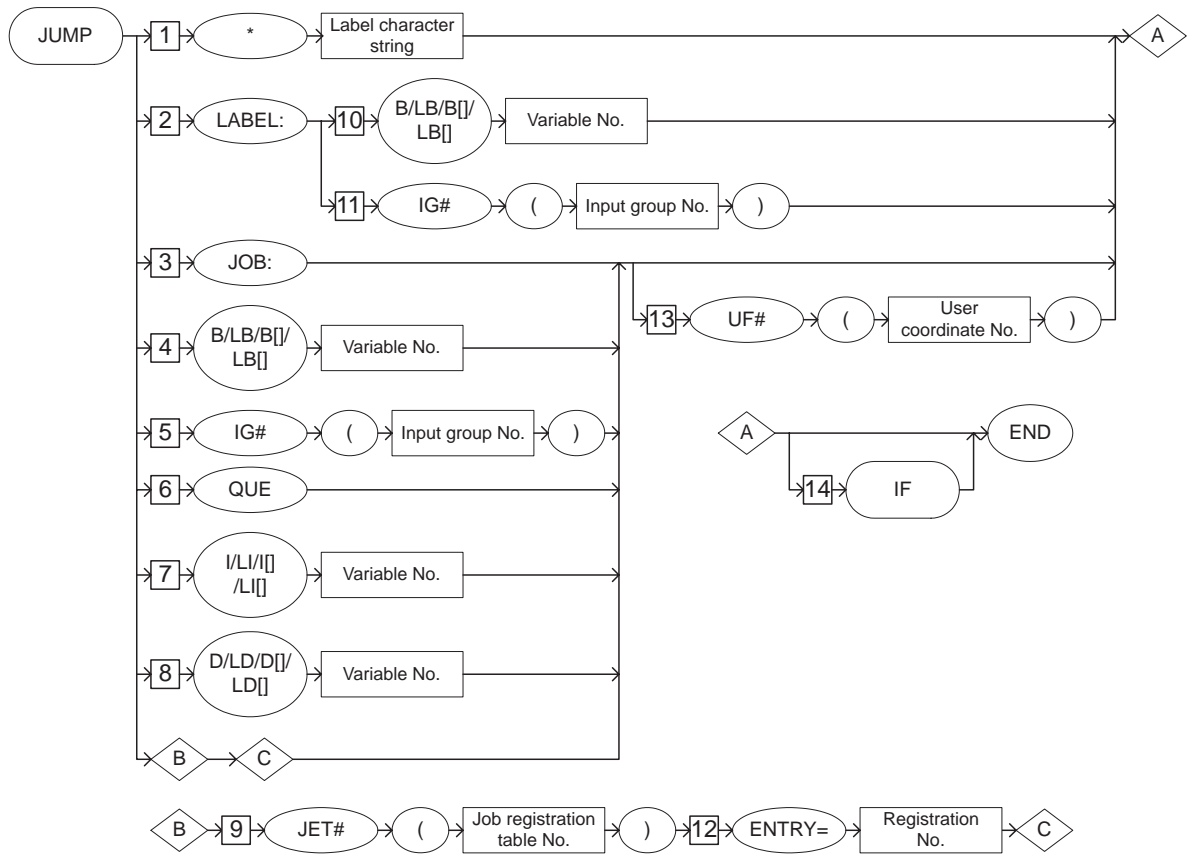 JUMP 1 * Label character string A
2 LABEL: 10 B/LB/B[]/ LB[] Variable No.
11 IG# ( Input group No. )
3 JOB:
13 UF# ( User coordinate No. )
4 B/LB/B[]/ LB[] Variable No.
5 IG# ( Input group No. )
A END
14 IF
6 QUE
7 I/LI/I[] /LI[] Variable No.
8 D/LD/D[]/ LD[] Variable No.
B C
B 9 JET# ( Job registration table No. ) 12 ENTRY= Registration No. C